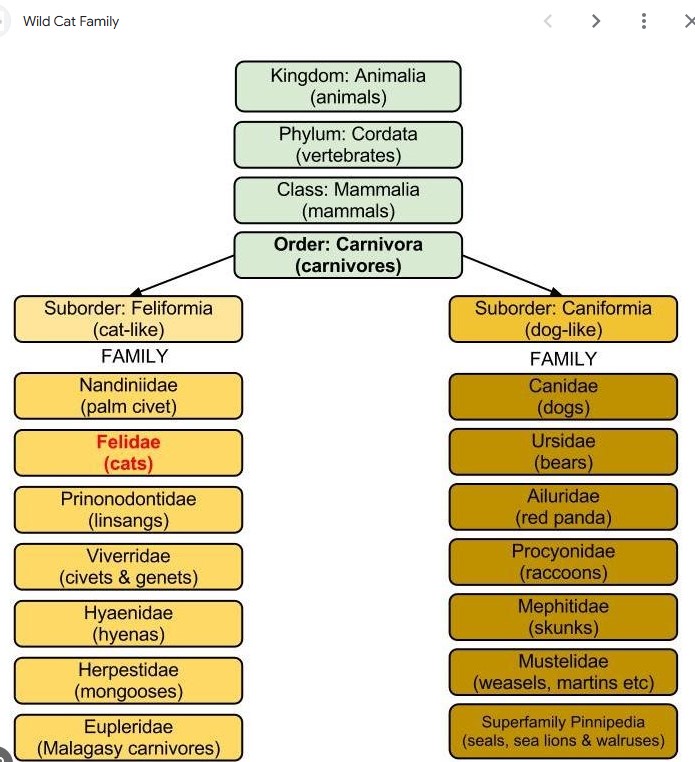 Wild Cat Family
Kingdom: Animalia
(animals)
Phylum: Cordata
(vertebrates)
Class: Mammalia
(mammals)
Order: Carnivora
(carnivores)
Suborder: Feliformia
(cat-like)
FAMILY
Nandiniidae
(palm civet)
Felidae
(cats)
Prinonodontidae
(linsangs)
Viverridae
(civets & genets)
Hyaenidae
(hyenas)
Herpestidae
(mongooses)
Eupleridae
(Malagasy carnivores)
Suborder: Caniformia
(dog-like)
FAMILY
Canidae
(dogs)
Ursidae
(bears)
Ailuridae
(red panda)
Procyonidae
(raccoons)
Mephitidae
(skunks)
Mustelidae
(weasels, martins etc)
Superfamily Pinnipedia
(seals, sea lions & walruses)